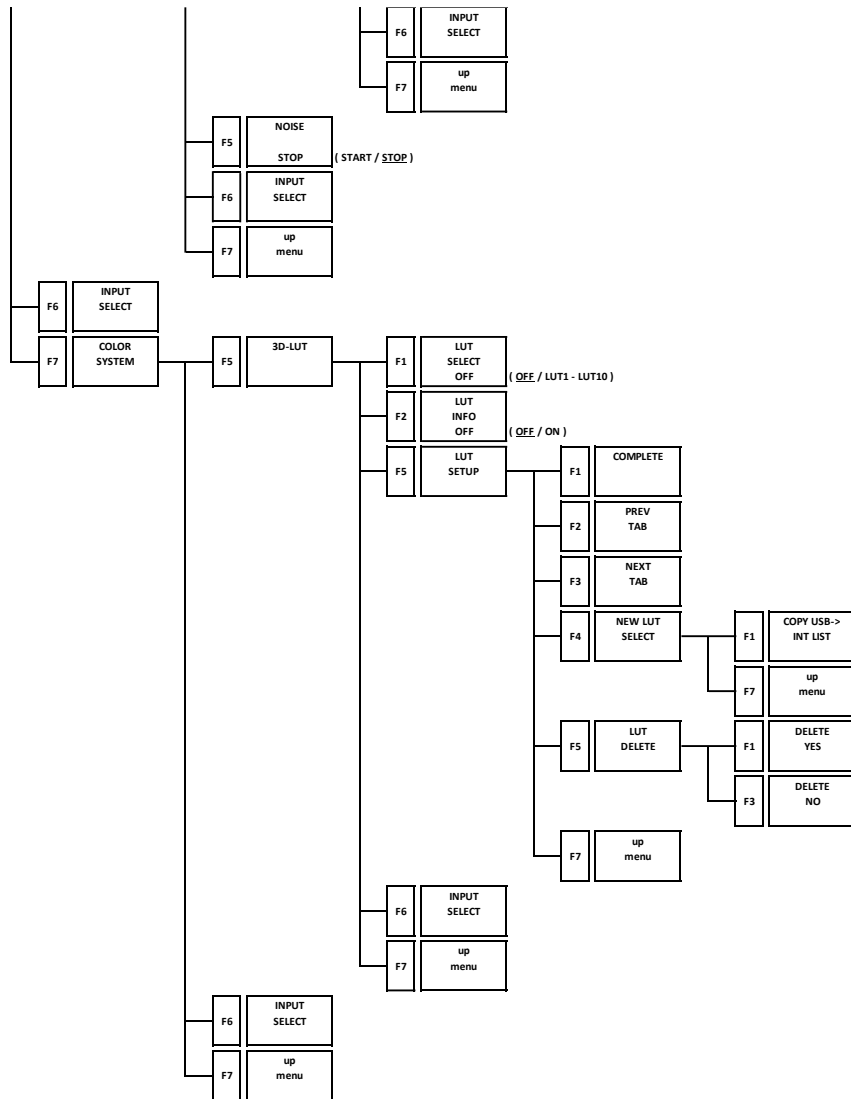 F6
INPUT
SELECT
F7
up
menu
F5
NOISE
STOP
( START / STOP )
F6
INPUT
SELECT
F7
up
menu
F6
INPUT
SELECT
F7
COLOR
SYSTEM
F5
3D-LUT
F1
LUT
SELECT
OFF
( OFF / LUT1 - LUT10 )
F2
LUT
INFO
OFF
( OFF / ON )
F5
LUT
SETUP
F1
COMPLETE
F2
PREV
TAB
F3
NEXT
TAB
F4
NEW LUT
SELECT
F1
COPY USB->
INT LIST
F7
up
menu
F5
LUT
DELETE
F1
DELETE
YES
F3
DELETE
NO
F7
up
menu
F6
INPUT
SELECT
F7
up
menu
F6
INPUT
SELECT
F7
up
menu